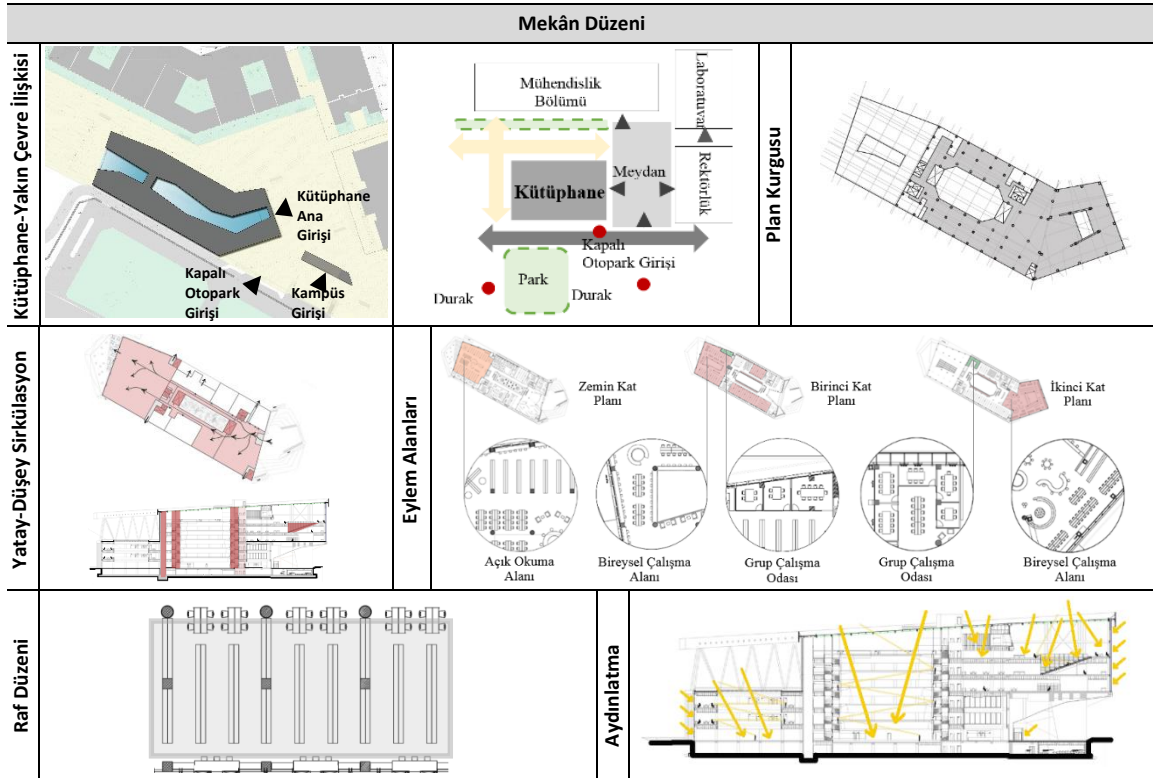 Mekân Düzeni
Kütüphane-Yakın Çevre İlişkisi
Kütüphane
Ana
Girişi
Kapalı
Otopark
Girişi
Kampüs
Girişi
Mühendislik
Bölümü
Laboratuvar
Meydan
Kütüphane
Rektörlük
Kapalı
Otopark Girişi
Park
Durak
Durak
Plan Kurgusu
Yatay-Düşey Sirkülasyon
Eylem Alanları
Zemin Kat
Planı
Birinci Kat
Planı
İkinci Kat
Planı
Açık Okuma
Alanı
Bireysel Çalışma
Alanı
Grup Çalışma
Odası
Grup Çalışma
Odası
Bireysel Çalışma
Alanı
Raf Düzeni
Aydınlatma